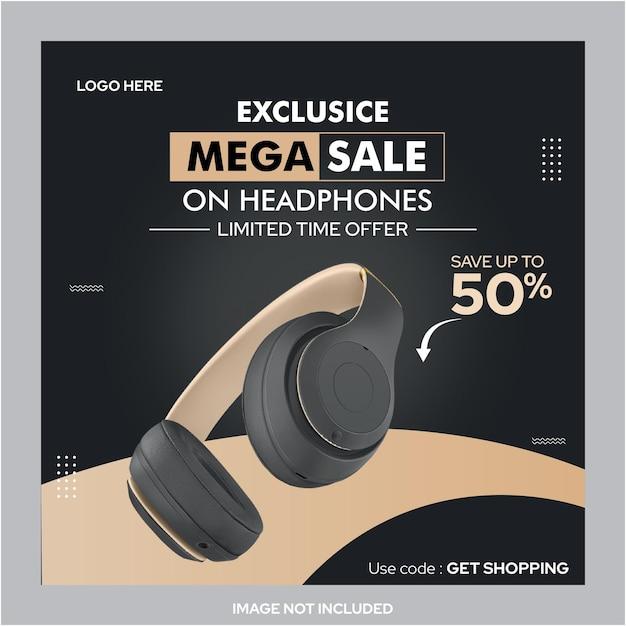 LOGO HERE
EXCLUSICE
MEGA SALE
ON HEADPHONES
LIMITED TIME OFFER
SAVE UP TO
50%
Use code : GET SHOPPING
IMAGE NOT INCLUDED